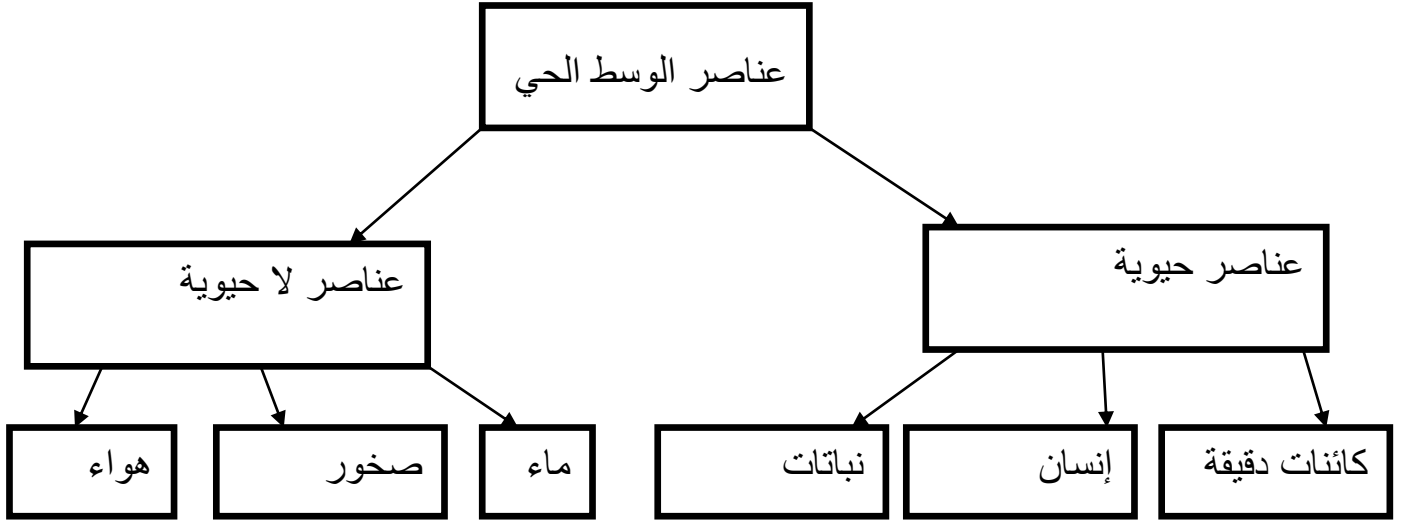 عناصر الوسط الحي
عناصر حيوية
عناصر لا حيوية
كائنات دقيقة
إنسان
نباتات
ماء
صخور
هواء